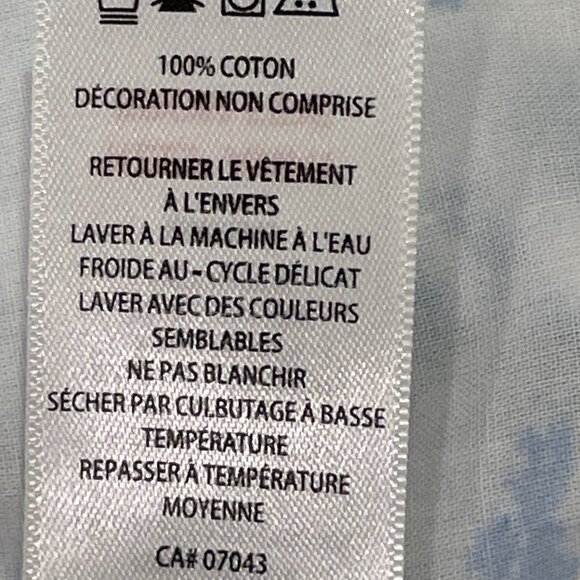 100% COTON
DÉCORATION NON COMPRISE
RETOURNER LE VÊTEMENT
À L'ENVERS
LAVER À LA MACHINE À L'EAU
FROIDE AU - CYCLE DÉLICAT
LAVER AVEC DES COULEURS
SEMBLABLES
NE PAS BLANCHIR
SÉCHER PAR CULBUTAGE À BASSE
TEMPÉRATURE
REPASSER À TEMPÉRATURE
MOYENNE
CA# 07043